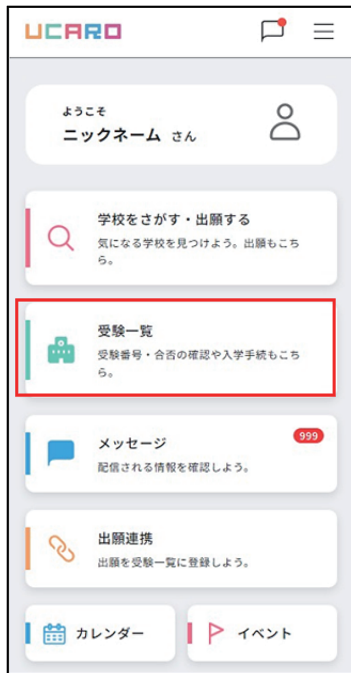 UCARO
ようこそ
ニックネーム さん
学校をさがす・出願する
気になる学校を見つけよう。出願もこち
ら。
受験一覧
受験番号・合否の確認や入学手続もこち
ら。
メッセージ
999
配信される情報を確認しよう。
出願連携
出願を受験一覧に登録しよう。
カレンダー
イベント